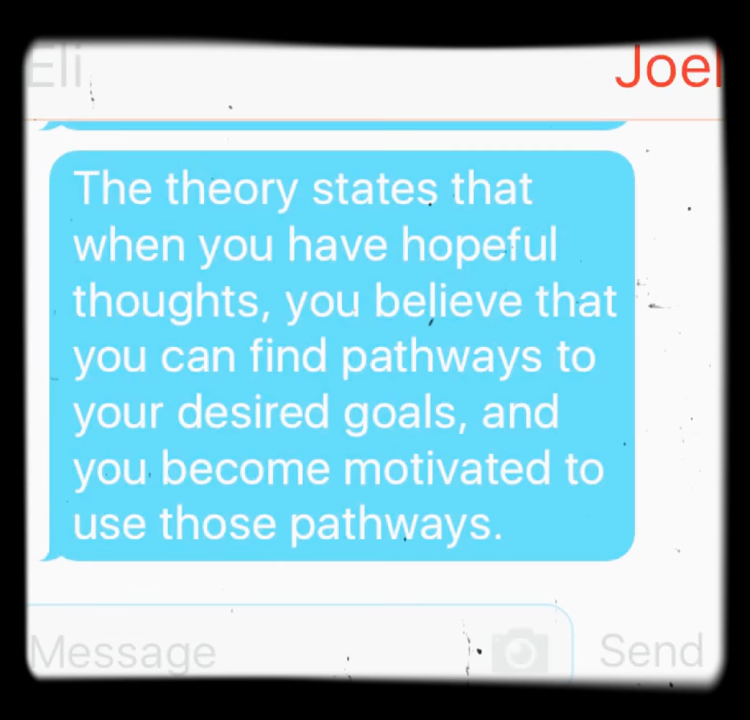 Eli
Joel
The theory states that
when you have hopeful
thoughts, you believe that
you can find pathways to
your desired goals, and
you become motivated to
use those pathways.
Message
Send